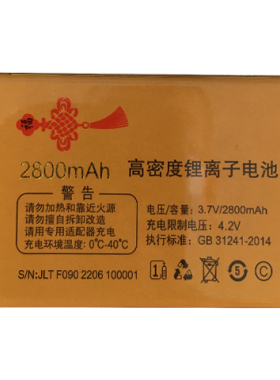 福
2800mAh 高密度锂离子电池
警告
请勿加热和靠近火源
请勿擅自拆卸改造
请用专用适配器充电
充电环境温度：0℃-40℃
电压/容量：3.7V/2800mAh
充电限制电压：4.2V
执行标准：GB 31241-2014
S/N:JLT F090 2206 100001
1
5
C